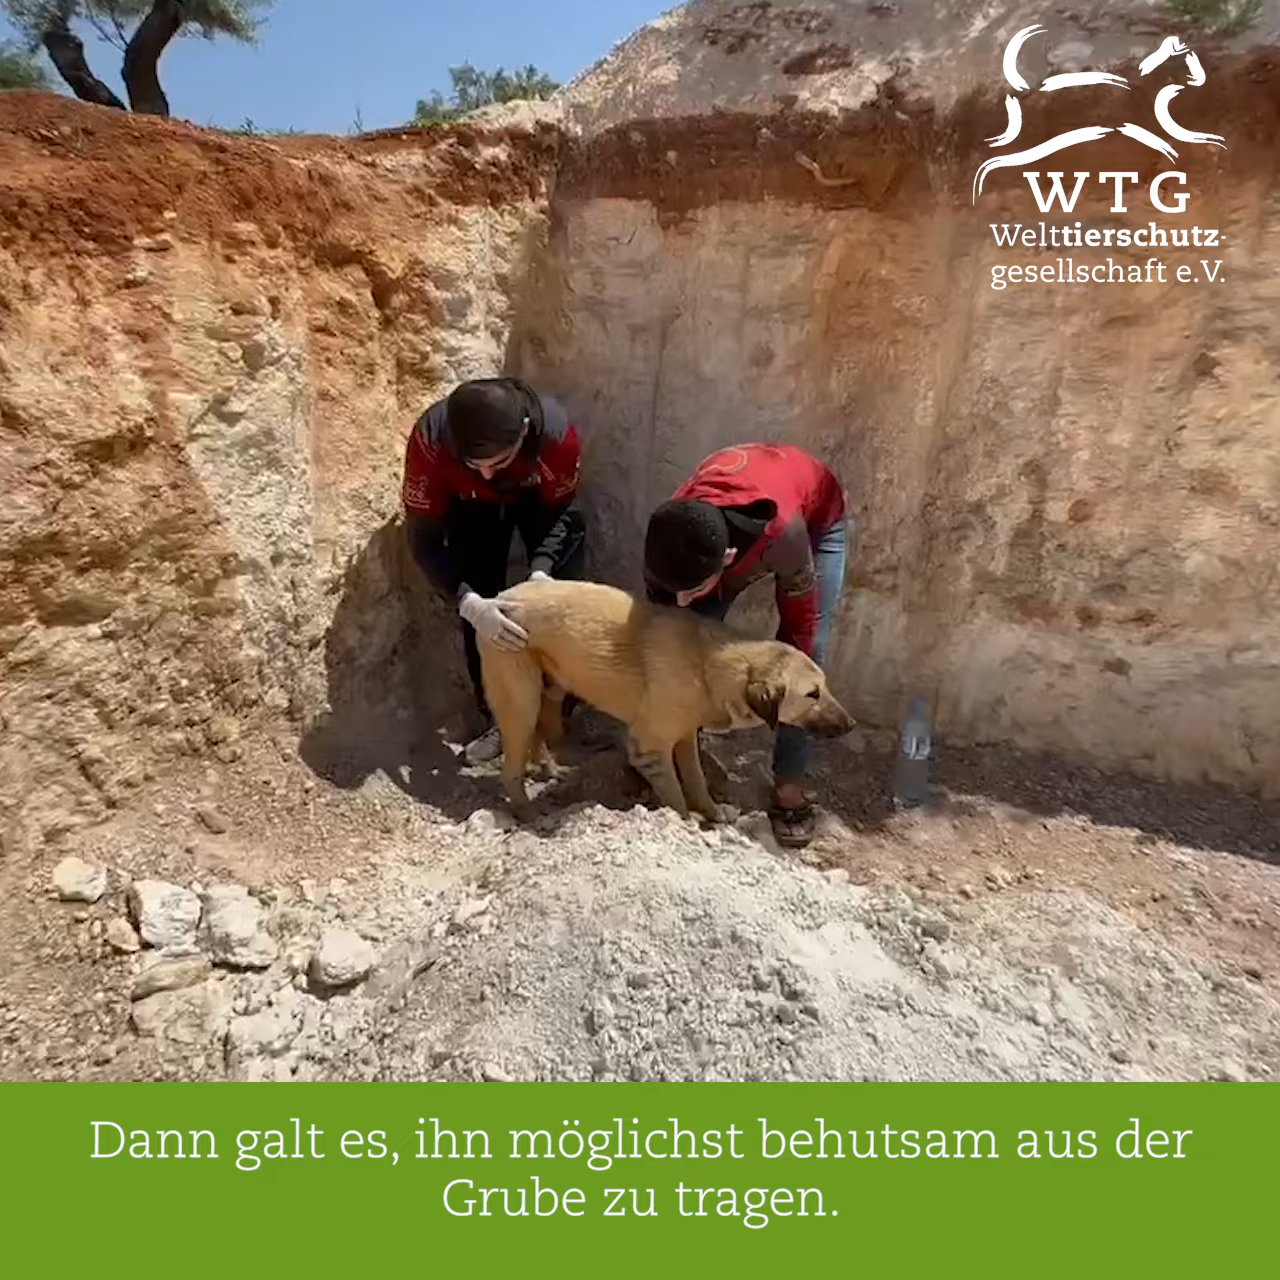 WTG
Welttierschutz-
gesellschaft e.V.
Dann galt es, ihn möglichst behutsam aus der
Grube zu tragen.